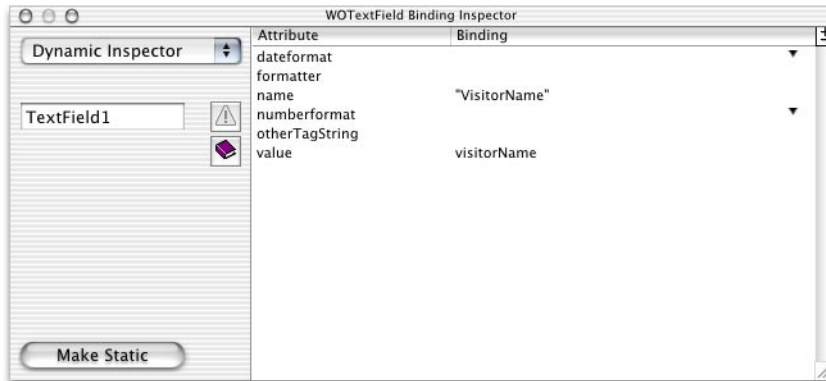 WOTextField Binding Inspector
Dynamic Inspector
TextField1
Make Static
Attribute Binding
dateformat
formatter
name "VisitorName"
numberformat
otherTagString
value visitorName